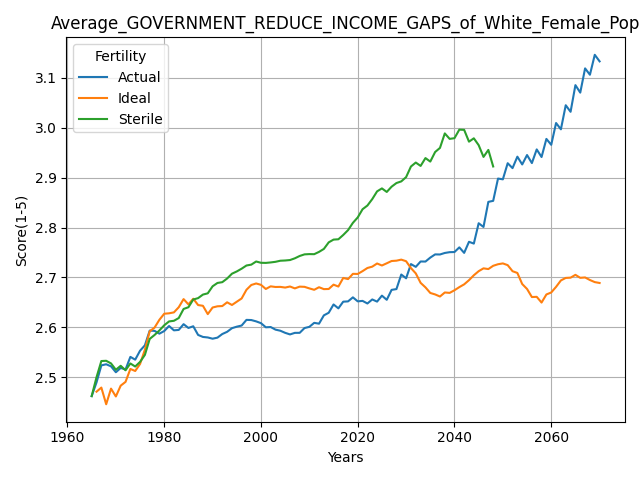 Average_GOVERNMENT_REDUCE_INCOME_GAPS_of_White_Female_Pop
Fertility
Actual
Ideal
Sterile
Score(1-5)
3.1
3.0
2.9
2.8
2.7
2.6
2.5
1960 1980 2000 2020 2040 2060
Years